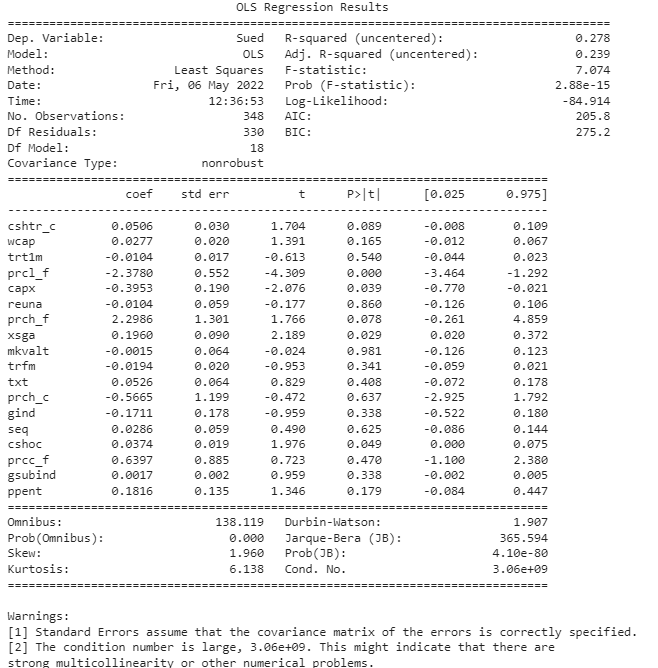 OLS Regression Results
==============================================================================
Dep. Variable: Sued R-squared (uncentered): 0.278
Model: OLS Adj. R-squared (uncentered): 0.239
Method: Least Squares F-statistic: 7.074
Date: Fri, 06 May 2022 Prob (F-statistic): 2.88e-15
Time: 12:36:53 Log-Likelihood: -84.914
No. Observations: 348 AIC: 205.8
Df Residuals: 330 BIC: 275.2
Df Model: 18
Covariance Type: nonrobust
==============================================================================
coef std err t P>|t| [0.025 0.975]
------------------------------------------------------------------------------
cshtr_c 0.0506 0.030 1.704 0.089 -0.008 0.109
wcap 0.0277 0.020 1.391 0.165 -0.012 0.067
trt1m -0.0104 0.017 -0.613 0.540 -0.044 0.023
prcl_f -2.3780 0.552 -4.309 0.000 -3.464 -1.292
capx -0.3953 0.190 -2.076 0.039 -0.770 -0.021
reuna -0.0104 0.059 -0.177 0.860 -0.126 0.106
prch_f 2.2986 1.301 1.766 0.078 -0.261 4.859
xsga 0.1960 0.090 2.189 0.029 0.020 0.372
mkvalt -0.0015 0.064 -0.024 0.981 -0.126 0.123
trfm -0.0194 0.020 -0.953 0.341 -0.059 0.021
txt 0.0526 0.064 0.829 0.408 -0.072 0.178
prch_c -0.5665 1.199 -0.472 0.637 -2.925 1.792
gind -0.1711 0.178 -0.959 0.338 -0.522 0.180
seq 0.0286 0.059 0.490 0.625 -0.086 0.144
cshoc 0.0374 0.019 1.976 0.049 0.000 0.075
prcc_f 0.6397 0.885 0.723 0.470 -1.100 2.380
gsubind 0.0017 0.002 0.959 0.338 -0.002 0.005
ppent 0.1816 0.135 1.346 0.179 -0.084 0.447
==============================================================================
Omnibus: 138.119 Durbin-Watson: 1.907
Prob(Omnibus): 0.000 Jarque-Bera (JB): 365.594
Skew: 1.960 Prob(JB): 4.10e-80
Kurtosis: 6.138 Cond. No. 3.06e+09
==============================================================================
Warnings:
[1] Standard Errors assume that the covariance matrix of the errors is correctly specified.
[2] The condition number is large, 3.06e+09. This might indicate that there are
strong multicollinearity or other numerical problems.